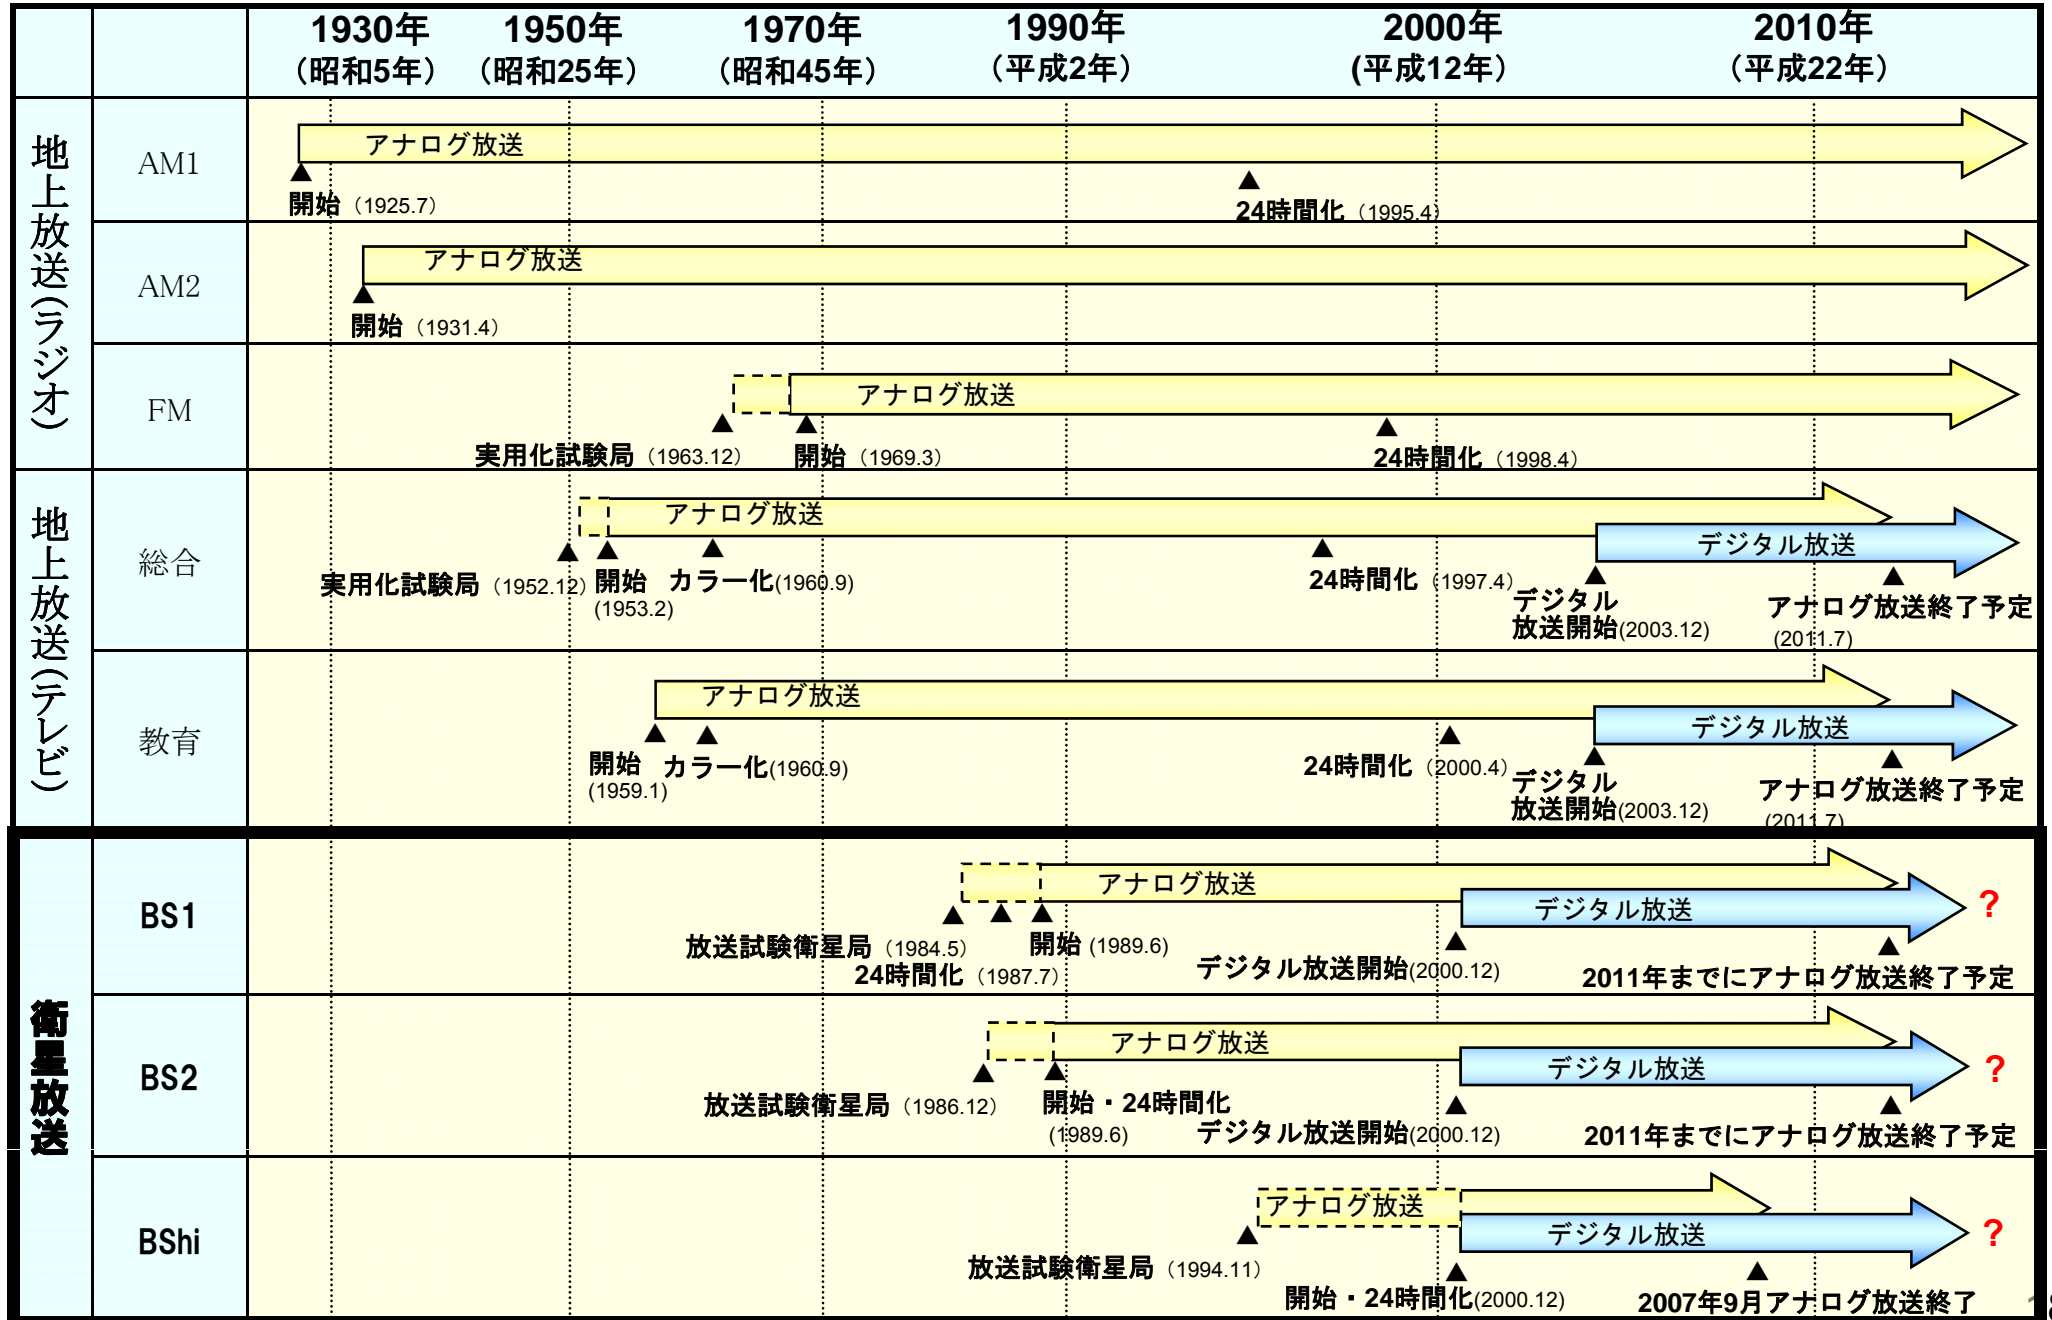 1930年 1950年 1970年 1990年 2000年 2010年
（昭和5年） （昭和25年） （昭和45年） （平成2年） (平成12年） （平成22年）
地上放送(ラジオ)
AM1
アナログ放送
開始（1925.7）
24時間化（1995.4）
AM2
アナログ放送
開始（1931.4）
FM
アナログ放送
実用化試験局（1963.12）
開始（1969.3）
24時間化（1998.4）
地上放送(テレビ)
総合
アナログ放送
デジタル放送
実用化試験局（1952.12）
開始
(1953.2)
カラー化(1960.9)
24時間化（1997.4）
デジタル
放送開始(2003.12)
アナログ放送終了予定
(2011.7)
教育
アナログ放送
デジタル放送
開始
(1959.1)
カラー化(1960.9)
24時間化（2000.4）
デジタル
放送開始(2003.12)
アナログ放送終了予定
(2011.7)
衛星放送
BS1
アナログ放送
デジタル放送
?
放送試験衛星局（1984.5）
開始(1989.6)
24時間化（1987.7）
デジタル放送開始(2000.12)
2011年までにアナログ放送終了予定
BS2
アナログ放送
デジタル放送
?
放送試験衛星局（1986.12）
開始・24時間化
(1989.6)
デジタル放送開始(2000.12)
2011年までにアナログ放送終了予定
BShi
アナログ放送
デジタル放送
?
放送試験衛星局（1994.11）
開始・24時間化(2000.12)
2007年9月アナログ放送終了